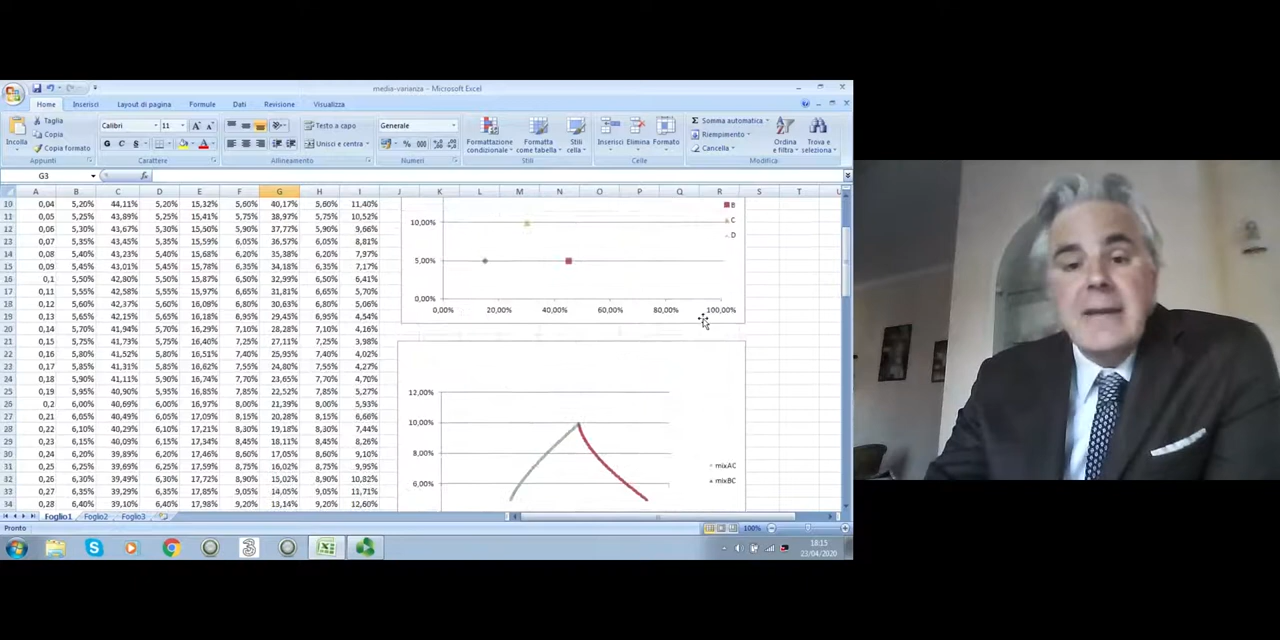 media-varianza - Microsoft Excel
Home Inserisci Layout di pagina Formule Dati Revisione Visualizza
Taglia Calibri 11 Testo a capo Generale Somma automatica
Copia Riempimento
Incolla Copia formato G C S Unisci e centra % 000 Formattazione condizionale Formatta come tabella Stili cella Inserisci Elimina Formato Cancella Ordina e filtra Trova e seleziona
Appunti Carattere Allineamento Numeri Stili Celle Modifica
G3 fx
A B C D E F G H I J K L M N O P Q R S T U
10 0,04 5,20% 44,11% 5,20% 15,32% 5,60% 40,17% 5,60% 11,40%
11 0,05 5,25% 43,89% 5,25% 15,41% 5,75% 38,97% 5,75% 10,52%
12 0,06 5,30% 43,67% 5,30% 15,50% 5,90% 37,77% 5,90% 9,66%
13 0,07 5,35% 43,45% 5,35% 15,59% 6,05% 36,57% 6,05% 8,81%
14 0,08 5,40% 43,23% 5,40% 15,68% 6,20% 35,38% 6,20% 7,97%
15 0,09 5,45% 43,01% 5,45% 15,78% 6,35% 34,18% 6,35% 7,17%
16 0,1 5,50% 42,80% 5,50% 15,87% 6,50% 32,99% 6,50% 6,41%
17 0,11 5,55% 42,58% 5,55% 15,97% 6,65% 31,81% 6,65% 5,70%
18 0,12 5,60% 42,37% 5,60% 16,08% 6,80% 30,63% 6,80% 5,06%
19 0,13 5,65% 42,15% 5,65% 16,18% 6,95% 29,45% 6,95% 4,54%
20 0,14 5,70% 41,94% 5,70% 16,29% 7,10% 28,28% 7,10% 4,16%
21 0,15 5,75% 41,73% 5,75% 16,40% 7,25% 27,11% 7,25% 3,98%
22 0,16 5,80% 41,52% 5,80% 16,51% 7,40% 25,95% 7,40% 4,02%
23 0,17 5,85% 41,31% 5,85% 16,62% 7,55% 24,80% 7,55% 4,27%
24 0,18 5,90% 41,11% 5,90% 16,74% 7,70% 23,65% 7,70% 4,70%
25 0,19 5,95% 40,90% 5,95% 16,85% 7,85% 22,52% 7,85% 5,27%
26 0,2 6,00% 40,69% 6,00% 16,97% 8,00% 21,39% 8,00% 5,93%
27 0,21 6,05% 40,49% 6,05% 17,09% 8,15% 20,28% 8,15% 6,66%
28 0,22 6,10% 40,29% 6,10% 17,21% 8,30% 19,18% 8,30% 7,44%
29 0,23 6,15% 40,09% 6,15% 17,34% 8,45% 18,11% 8,45% 8,26%
30 0,24 6,20% 39,89% 6,20% 17,46% 8,60% 17,05% 8,60% 9,10%
31 0,25 6,25% 39,69% 6,25% 17,59% 8,75% 16,02% 8,75% 9,95%
32 0,26 6,30% 39,49% 6,30% 17,72% 8,90% 15,02% 8,90% 10,82%
33 0,27 6,35% 39,29% 6,35% 17,85% 9,05% 14,05% 9,05% 11,71%
34 0,28 6,40% 39,10% 6,40% 17,98% 9,20% 13,14% 9,20% 12,60%
B
10,00% C
D
5,00%
0,00%
0,00% 20,00% 40,00% 60,00% 80,00% 100,00%
12,00%
10,00%
8,00% mixAC
6,00% mixBC
Foglio1 Foglio2 Foglio3
Pronto 100%
18:15
23/04/2020